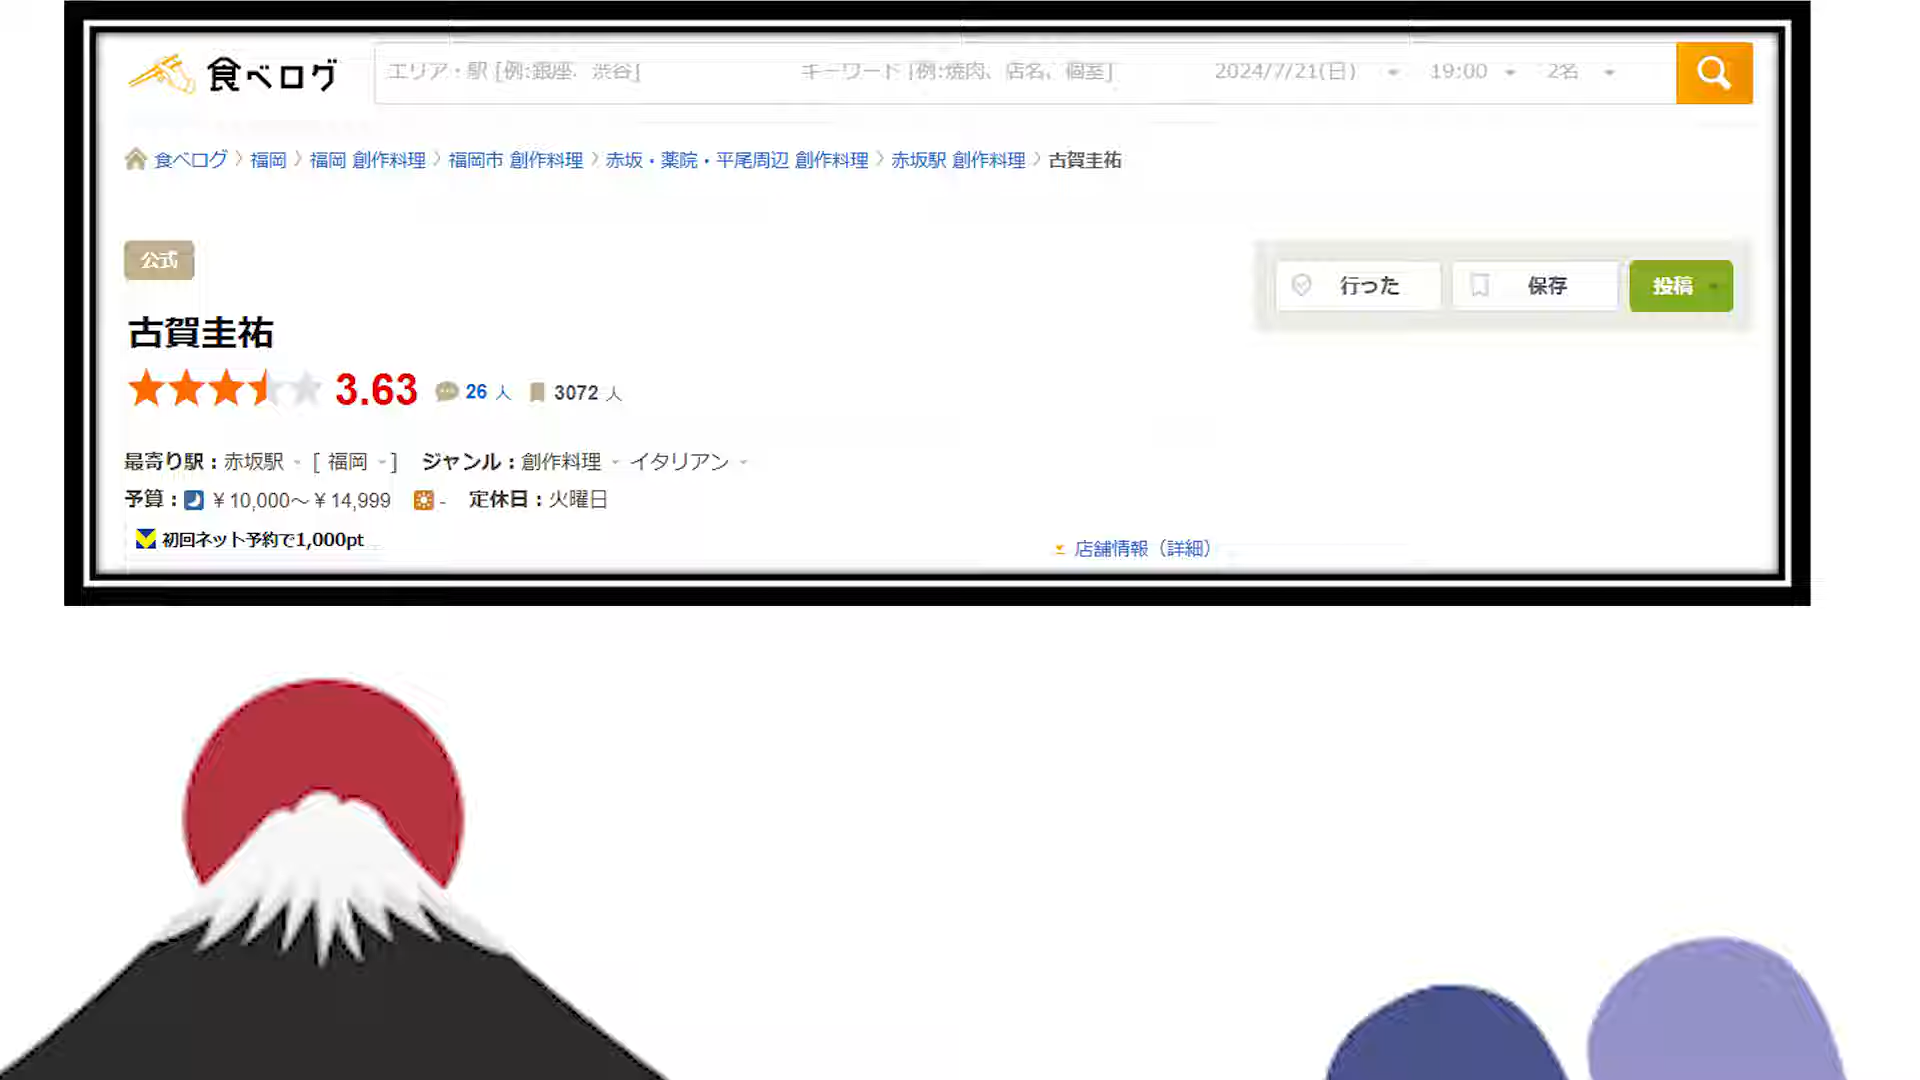 食べログ エリア・駅 [例:銀座、渋谷] キーワード [例:焼肉、店名、個室] 2024/7/21(日) 19:00 2名
食べログ 〉 福岡 〉 福岡 創作料理 〉 福岡市 創作料理 〉 赤坂・薬院・平尾周辺 創作料理 〉 赤坂駅 創作料理 〉 古賀圭祐
公式
行った 保存 投稿
古賀圭祐
3.63 26 人 3072 人
最寄り駅：赤坂駅 [ 福岡 ] ジャンル：創作料理 イタリアン
予算： ￥10,000～￥14,999 - 定休日：火曜日
初回ネット予約で1,000pt
店舗情報（詳細）